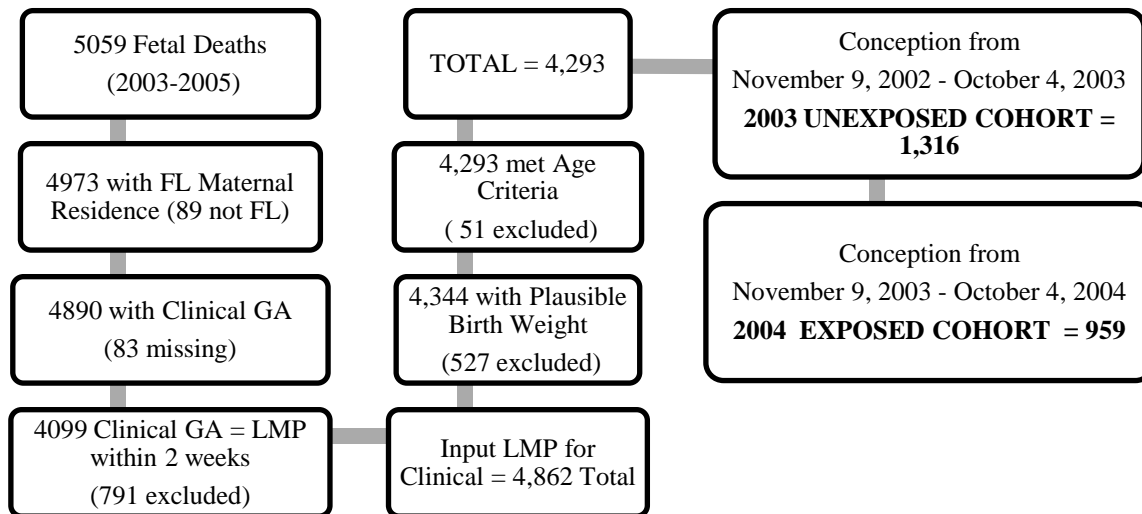 5059 Fetal Deaths
(2003-2005)
4973 with FL Maternal
Residence (89 not FL)
4890 with Clinical GA
(83 missing)
4099 Clinical GA = LMP
within 2 weeks
(791 excluded)
Input LMP for
Clinical = 4,862 Total
4,344 with Plausible
Birth Weight
(527 excluded)
4,293 met Age
Criteria
( 51 excluded)
TOTAL = 4,293
Conception from
November 9, 2002 - October 4, 2003
2003 UNEXPOSED COHORT =
1,316
Conception from
November 9, 2003 - October 4, 2004
2004 EXPOSED COHORT = 959